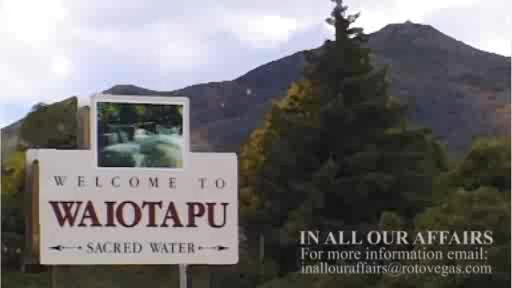 WELCOME TO
WAIOTAPU
SACRED WATER
IN ALL OUR AFFAIRS
For more information email:
inallouraffairs@rotovegas.com